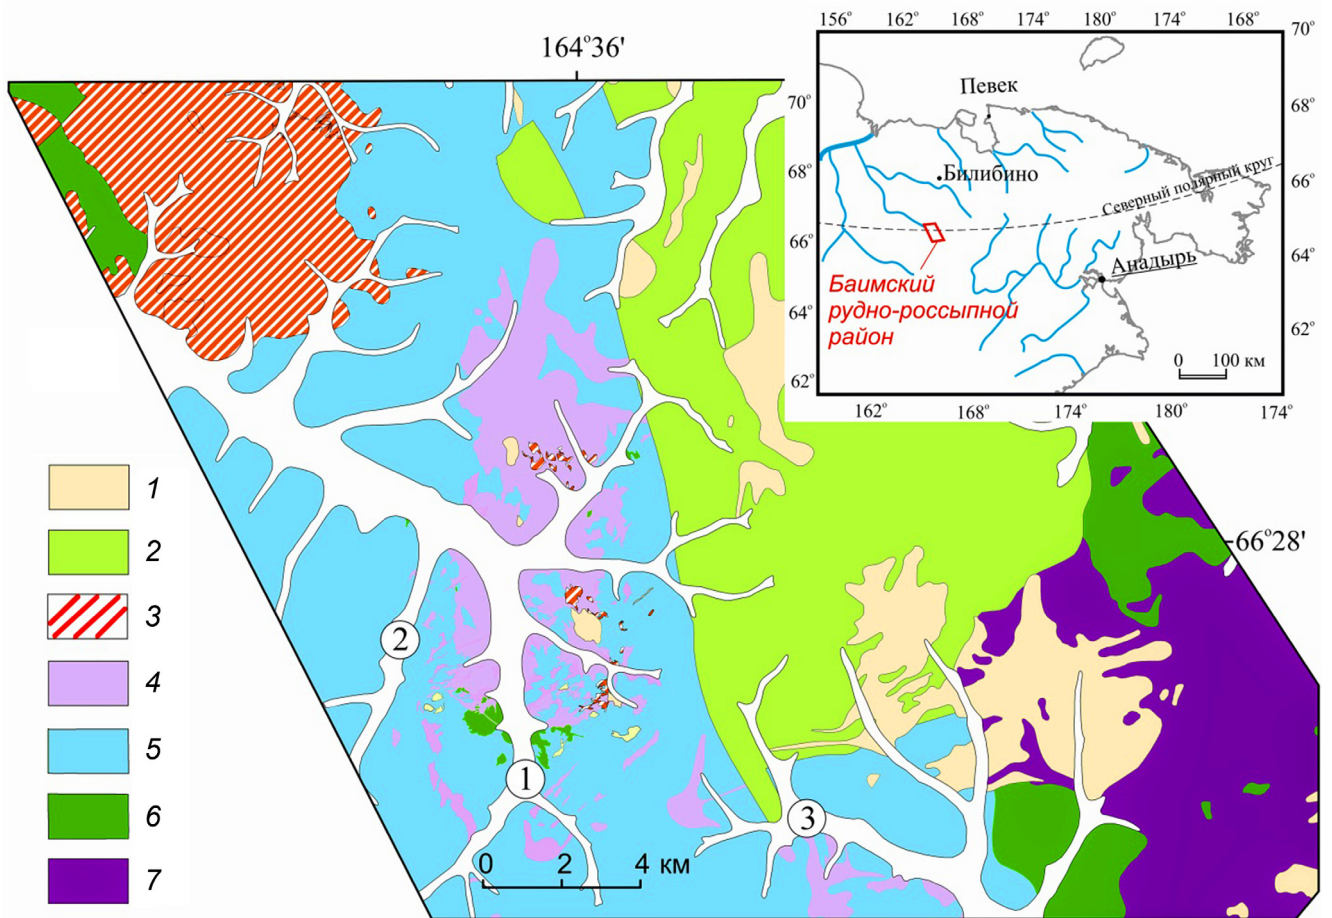 164°36'
156° 162° 168° 174° 180° 174° 168°
70°
70°
Певек
68°
68°
Билибино
Северный полярный круг
66°
66°
Анадырь
64°
Баимский
рудно-россыпной
район
64°
62°
0 100 км
62°
162° 168° 174° 180° 174°
1
2
66°28'
3
2
4
5
1
6
3
0 2 4 км
7